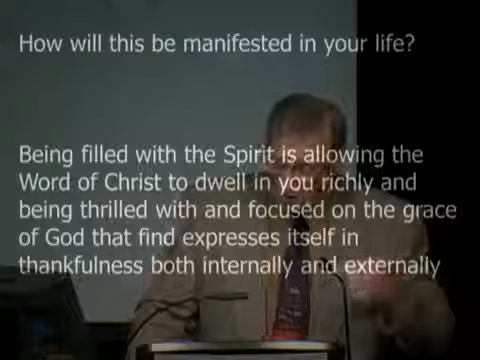 How will this be manifested in your life?
Being filled with the Spirit is allowing the
Word of Christ to dwell in you richly and
being thrilled with and focused on the grace
of God that find expresses itself in
thankfulness both internally and externally